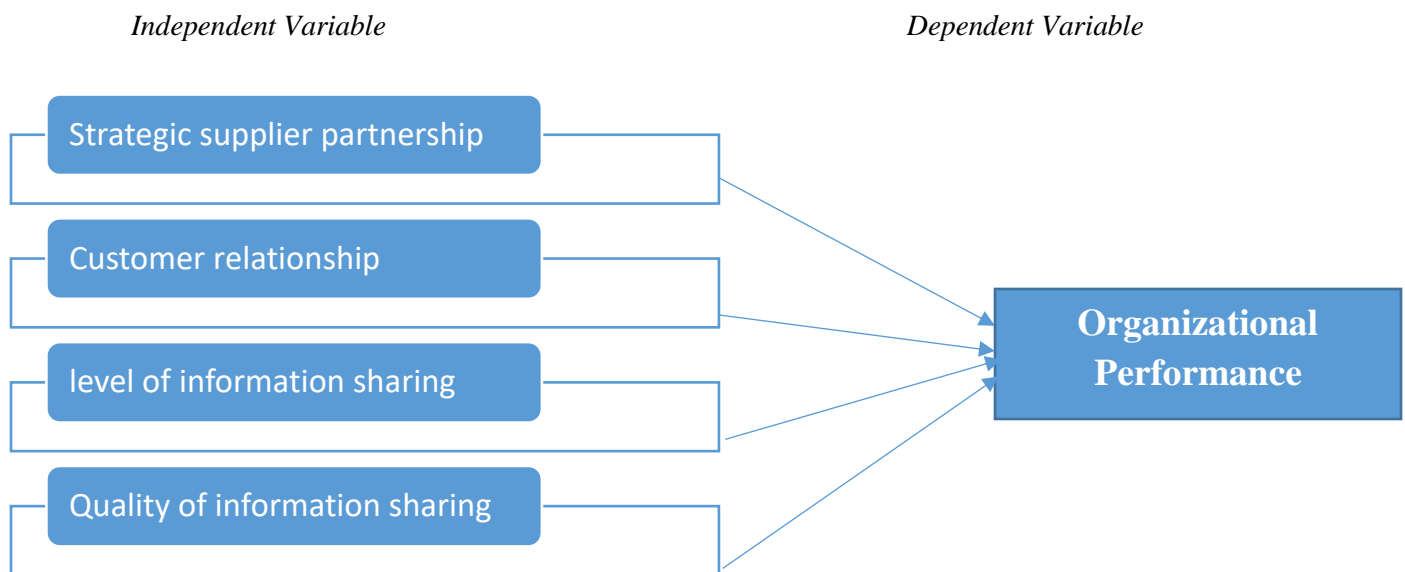 Independent Variable
Dependent Variable
Strategic supplier partnership
Customer relationship
level of information sharing
Quality of information sharing
Organizational
Performance